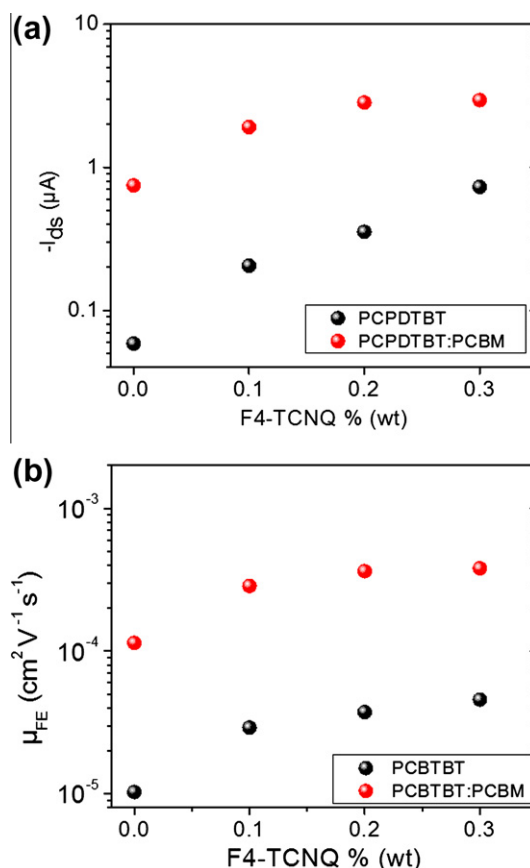 (a)
10
1
0.1
-Ids (µA)
PCPDTBT
PCPDTBT:PCBM
0.0 0.1 0.2 0.3
F4-TCNQ % (wt)
(b)
10⁻³
10⁻⁴
10⁻⁵
µFE (cm² V⁻¹ s⁻¹)
PCBTBT
PCBTBT:PCBM
0.0 0.1 0.2 0.3
F4-TCNQ % (wt)